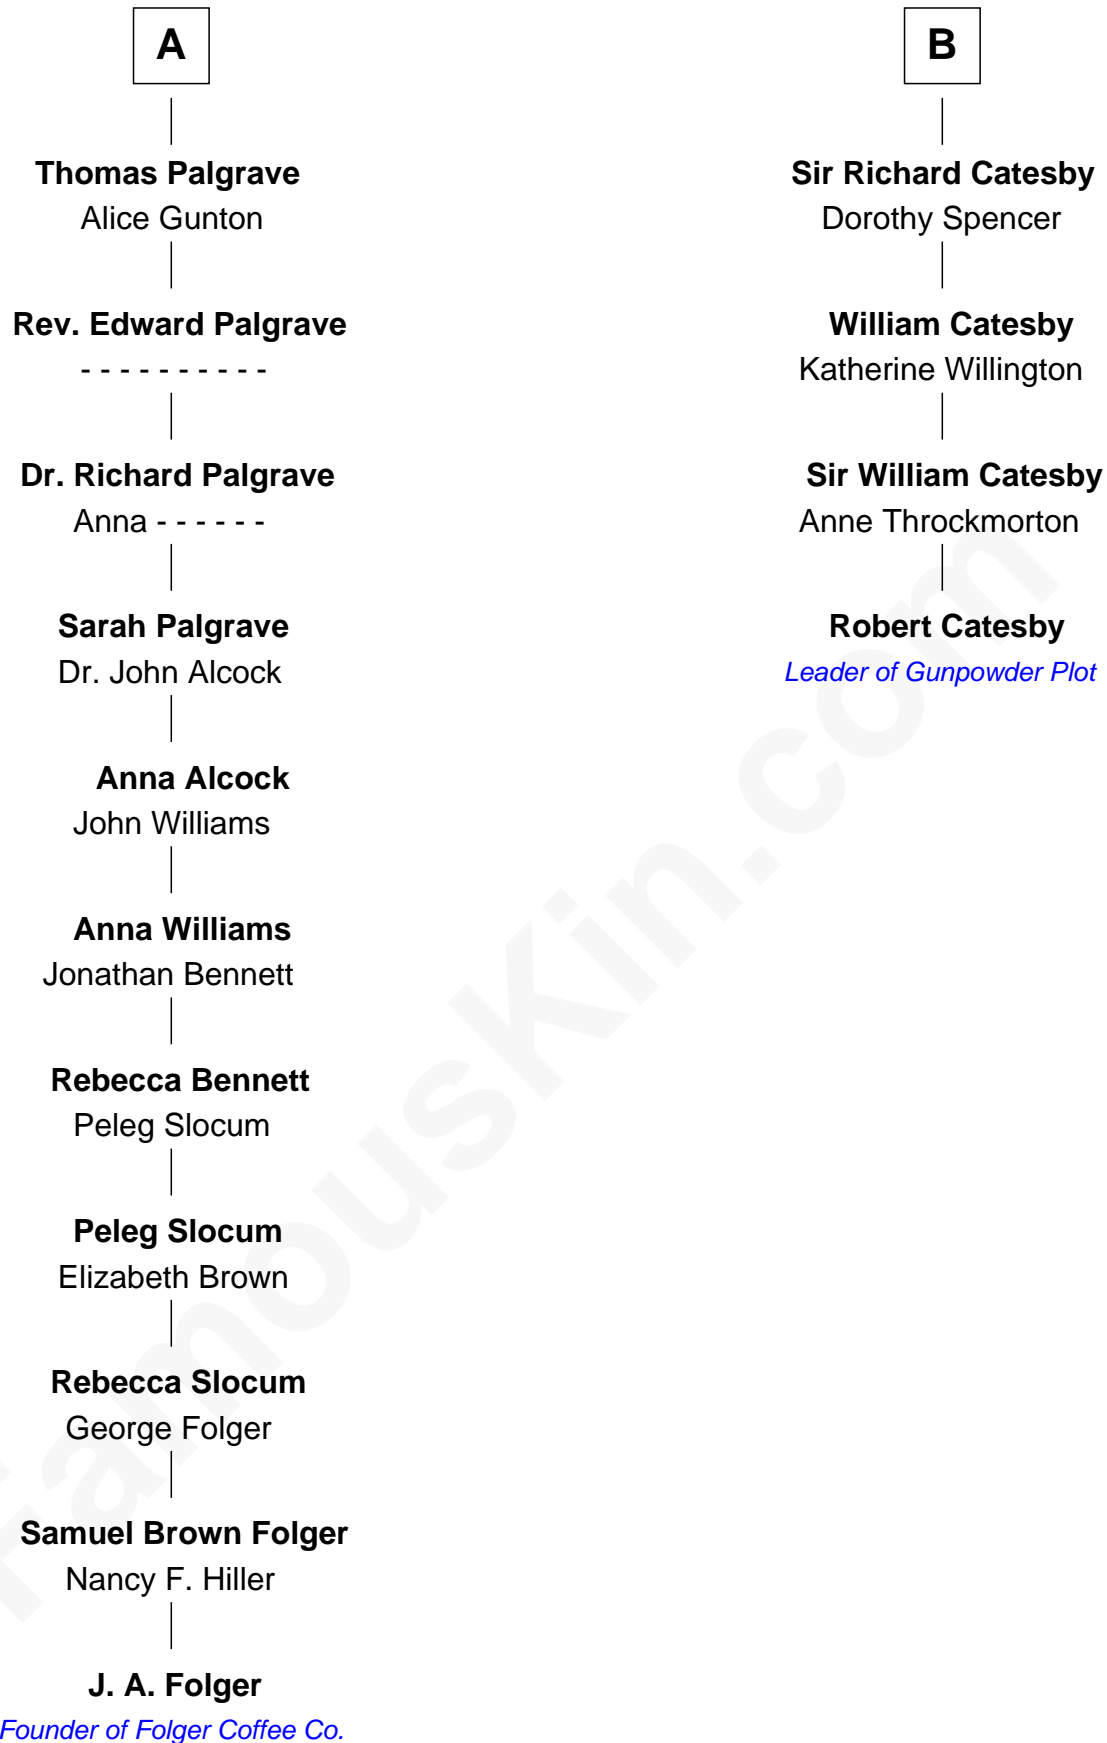 A
Thomas Palgrave
Alice Gunton
Rev. Edward Palgrave
- - - - - - - - - -
Dr. Richard Palgrave
Anna - - - - - -
Sarah Palgrave
Dr. John Alcock
Anna Alcock
John Williams
Anna Williams
Jonathan Bennett
Rebecca Bennett
Peleg Slocum
Peleg Slocum
Elizabeth Brown
Rebecca Slocum
George Folger
Samuel Brown Folger
Nancy F. Hiller
J. A. Folger
Founder of Folger Coffee Co.
B
Sir Richard Catesby
Dorothy Spencer
William Catesby
Katherine Willington
Sir William Catesby
Anne Throckmorton
Robert Catesby
Leader of Gunpowder Plot
FamousKin.com